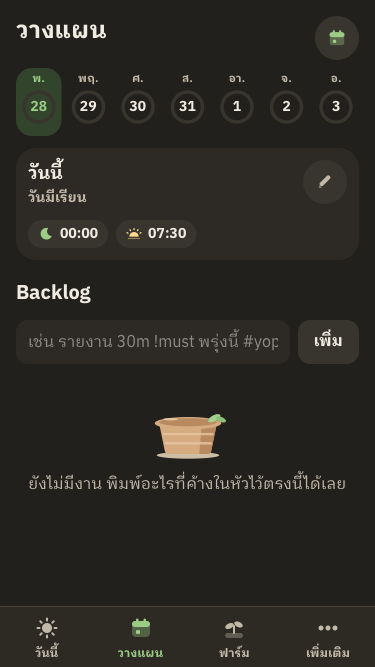 วางแผน
พ. พฤ. ศ. ส. อา. จ. อ.
28 29 30 31 1 2 3
วันนี้
วันมีเรียน
00:00 07:30
Backlog
เช่น รายงาน 30m !must พรุ่งนี้ #yop เพิ่ม
ยังไม่มีงาน พิมพ์อะไรที่ค้างในหัวไว้ตรงนี้ได้เลย
วันนี้ วางแผน ฟาร์ม เพิ่มเติม